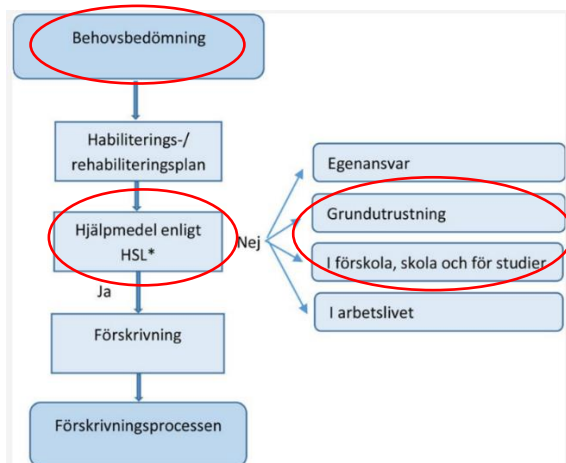 Behovsbedömning
Habiliterings-/
rehabiliteringsplan
Hjälpmedel enligt
HSL*
Nej
Egenansvar
Grundutrustning
I förskola, skola och för studier
I arbetslivet
Ja
Förskrivning
Förskrivningsprocessen